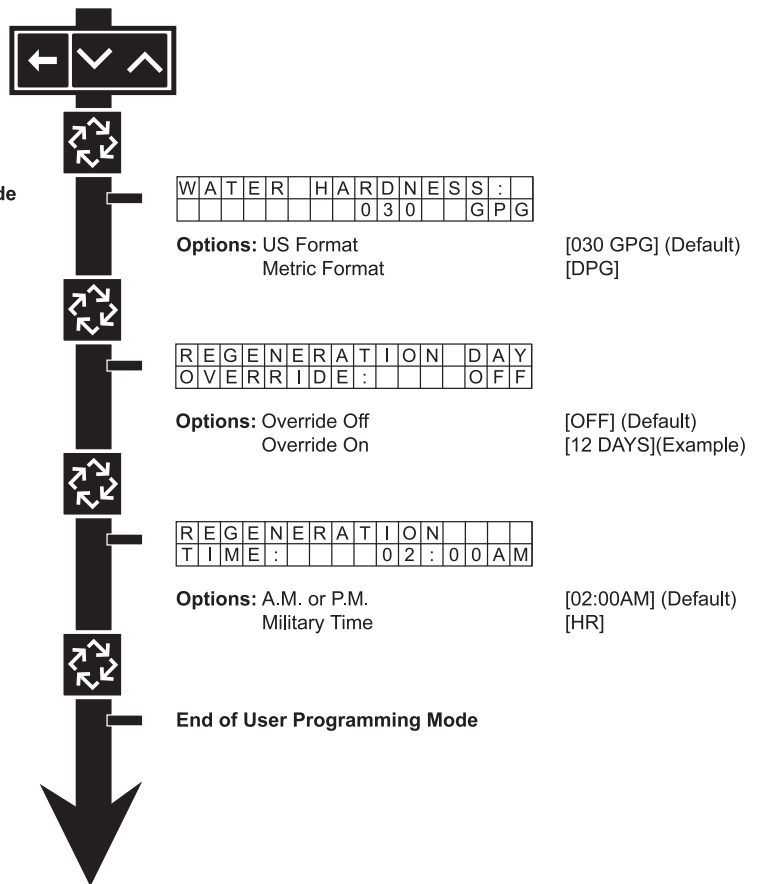 WATER HARDNESS:
030 GPG
Options: US Format [030 GPG] (Default)
Metric Format [DPG]
REGENERATION DAY
OVERRIDE: OFF
Options: Override Off [OFF] (Default)
Override On [12 DAYS](Example)
REGENERATION
TIME: 02:00AM
Options: A.M. or P.M. [02:00AM] (Default)
Military Time [HR]
End of User Programming Mode